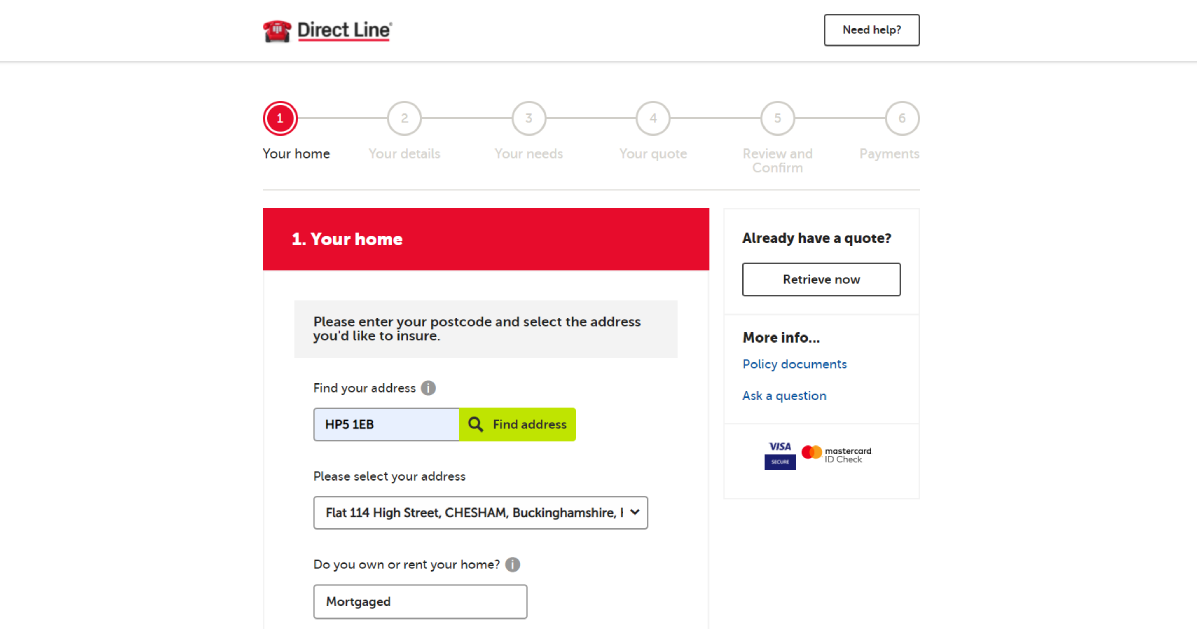 Direct Line®
Need help?
1
2
3
4
5
6
Your home
Your details
Your needs
Your quote
Review and
Confirm
Payments
1. Your home
Please enter your postcode and select the address
you'd like to insure.
Find your address i
HP5 1EB
Find address
Please select your address
Flat 114 High Street, CHESHAM, Buckinghamshire,
Do you own or rent your home? i
Mortgaged
Already have a quote?
Retrieve now
More info...
Policy documents
Ask a question
VISA
SECURE
mastercard
ID Check